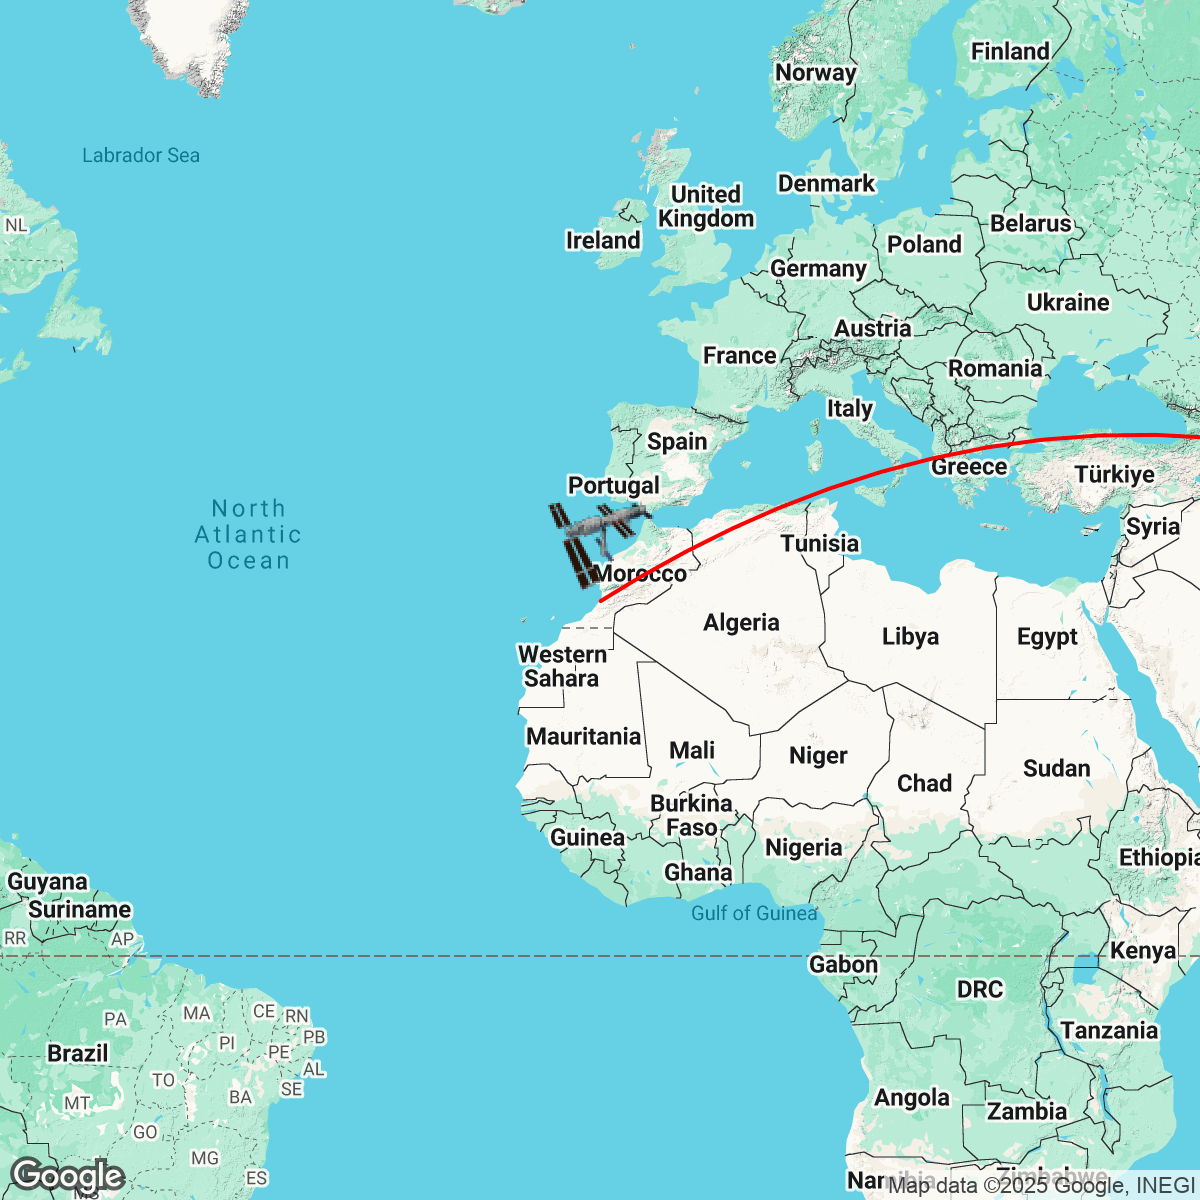 Finland
Norway
Labrador Sea
Denmark
United
Kingdom
NL
Belarus
Ireland
Poland
Germany
Ukraine
Austria
France
Romania
Italy
Spain
Greece
Türkiye
Portugal
North
Atlantic
Ocean
Syria
Tunisia
Morocco
Algeria
Libya
Egypt
Western
Sahara
Mauritania
Mali
Niger
Sudan
Chad
Burkina
Faso
Guinea
Nigeria
Ethiopia
Ghana
Guyana
Suriname
Gulf of Guinea
RR
AP
Kenya
Gabon
DRC
PA
MA
CE
RN
Tanzania
PI
PB
Brazil
PE
AL
TO
SE
MT
BA
Angola
Zambia
GO
MG
Google
ES
MS
Namibia
Zimbabwe
Map data ©2025 Google, INEGI